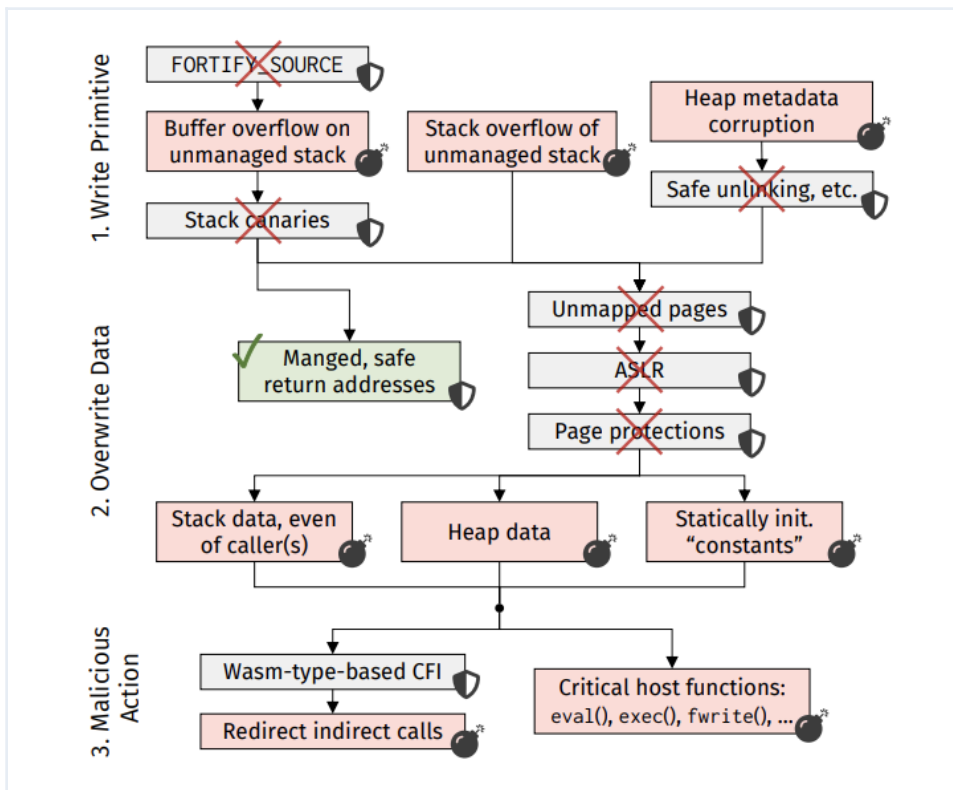 1. Write Primitive
FORTIFY_SOURCE
Buffer overflow on
unmanaged stack
Stack canaries
Stack overflow of
unmanaged stack
Heap metadata
corruption
Safe unlinking, etc.
2. Overwrite Data
Unmapped pages
Manged, safe
return addresses
ASLR
Page protections
Stack data, even
of caller(s)
Heap data
Statically init.
“constants”
3. Malicious
Action
Wasm-type-based CFI
Redirect indirect calls
Critical host functions:
eval(), exec(), fwrite(), ...